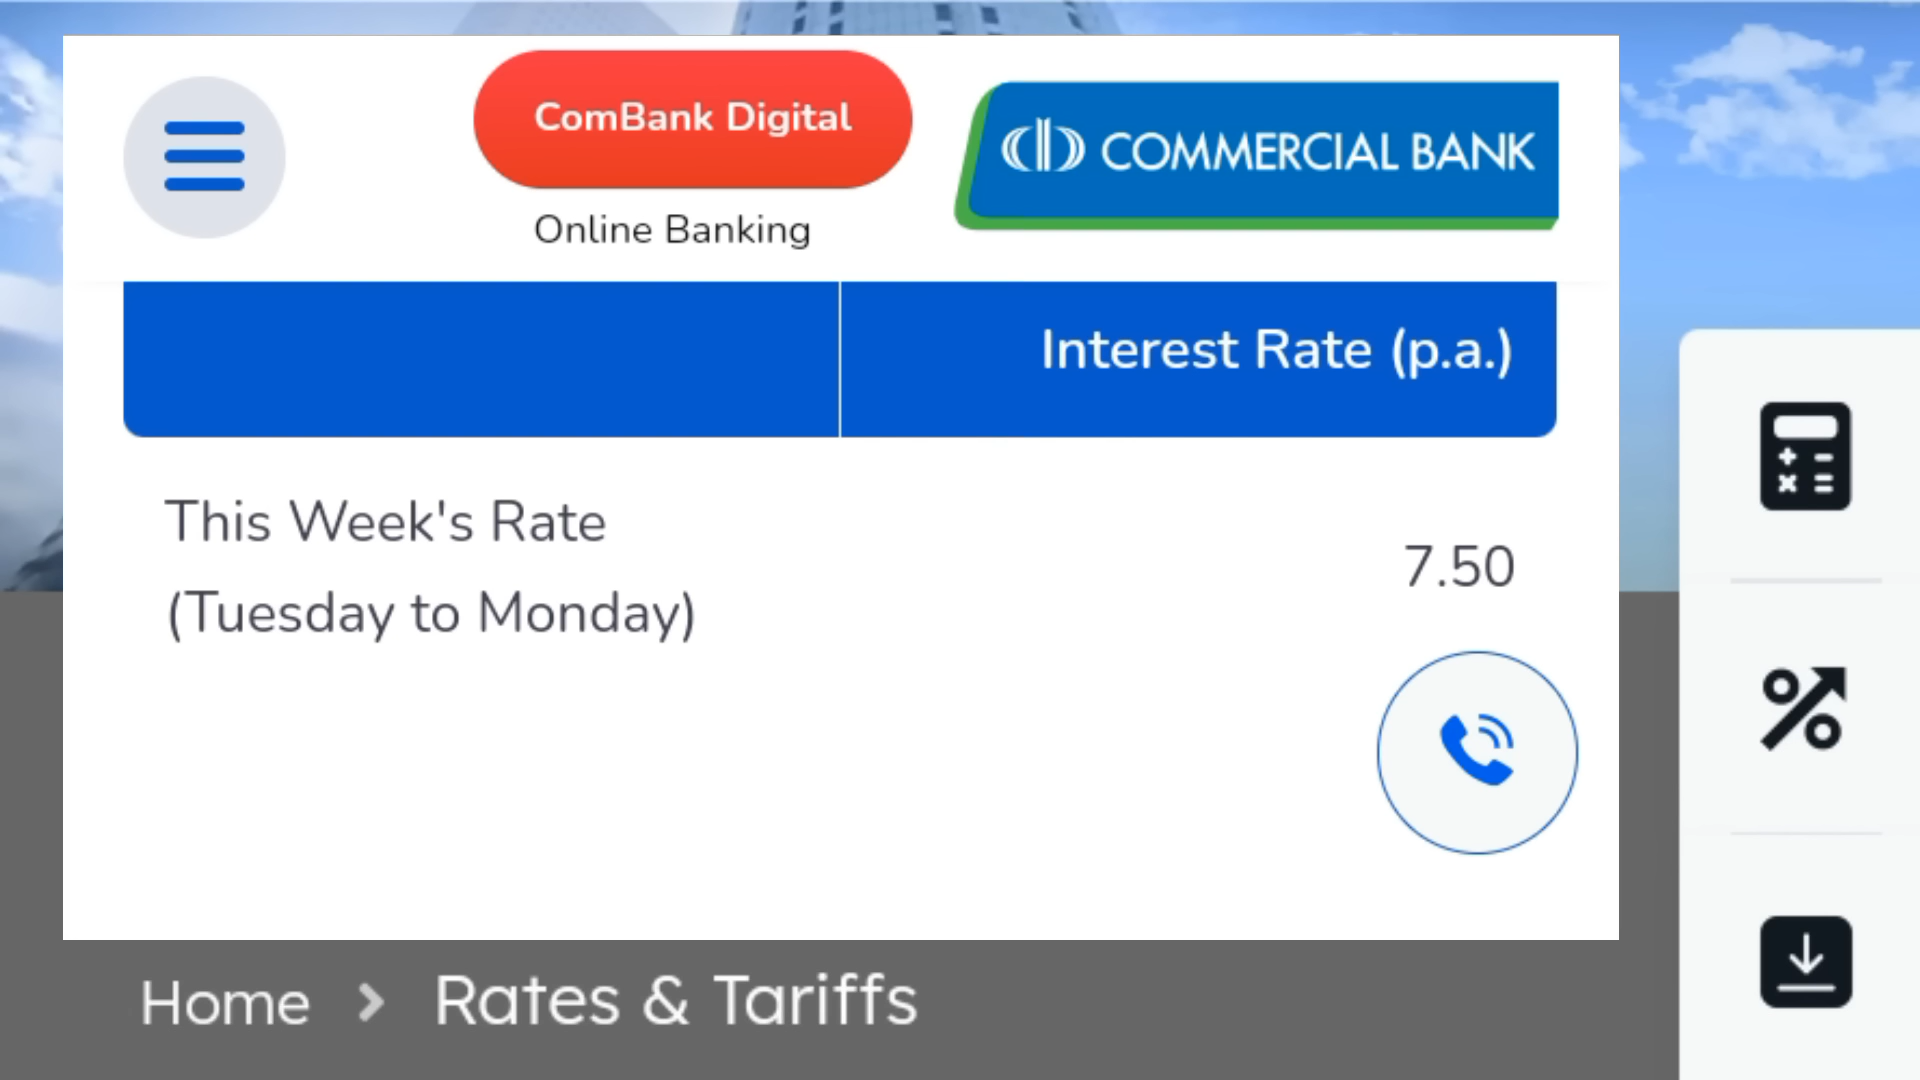 ComBank Digital
Online Banking
COMMERCIAL BANK
Interest Rate (p.a.)
This Week's Rate
(Tuesday to Monday)
7.50
Home > Rates & Tariffs